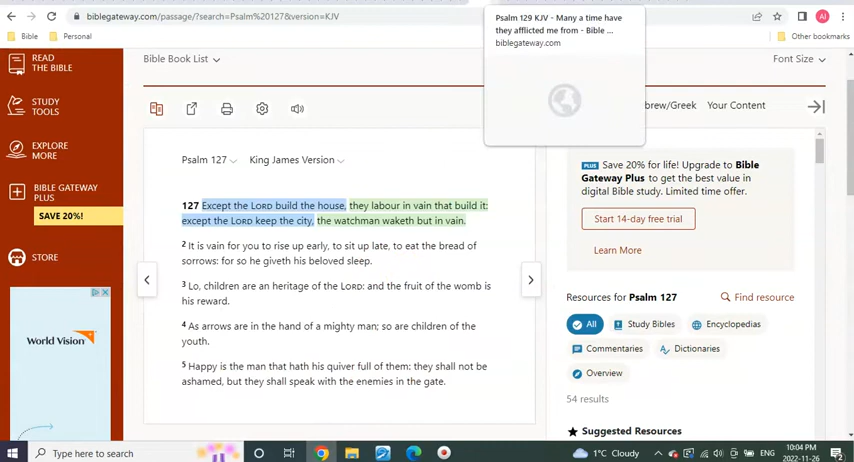 biblegateway.com/passage/?search=Psalm%20127&version=KJV
AI
Bible
Personal
Other bookmarks
Psalm 129 KJV - Many a time have
they afflicted me from - Bible ...
biblegateway.com
READ
THE BIBLE
STUDY
TOOLS
EXPLORE
MORE
BIBLE GATEWAY
PLUS
SAVE 20%!
STORE
World Vision
Bible Book List
Font Size
brew/Greek
Your Content
Psalm 127
King James Version
127 Except the LORD build the house, they labour in vain that build it:
except the LORD keep the city, the watchman waketh but in vain.
2 It is vain for you to rise up early, to sit up late, to eat the bread of
sorrows: for so he giveth his beloved sleep.
3 Lo, children are an heritage of the LORD: and the fruit of the womb is
his reward.
4 As arrows are in the hand of a mighty man; so are children of the
youth.
5 Happy is the man that hath his quiver full of them: they shall not be
ashamed, but they shall speak with the enemies in the gate.
PLUS Save 20% for life! Upgrade to Bible
Gateway Plus to get the best value in
digital Bible study. Limited time offer.
Start 14-day free trial
Learn More
Resources for Psalm 127
Find resource
All
Study Bibles
Encyclopedias
Commentaries
Dictionaries
Overview
54 results
Suggested Resources
Type here to search
1°C Cloudy
ENG
10:04 PM
2022-11-26
2